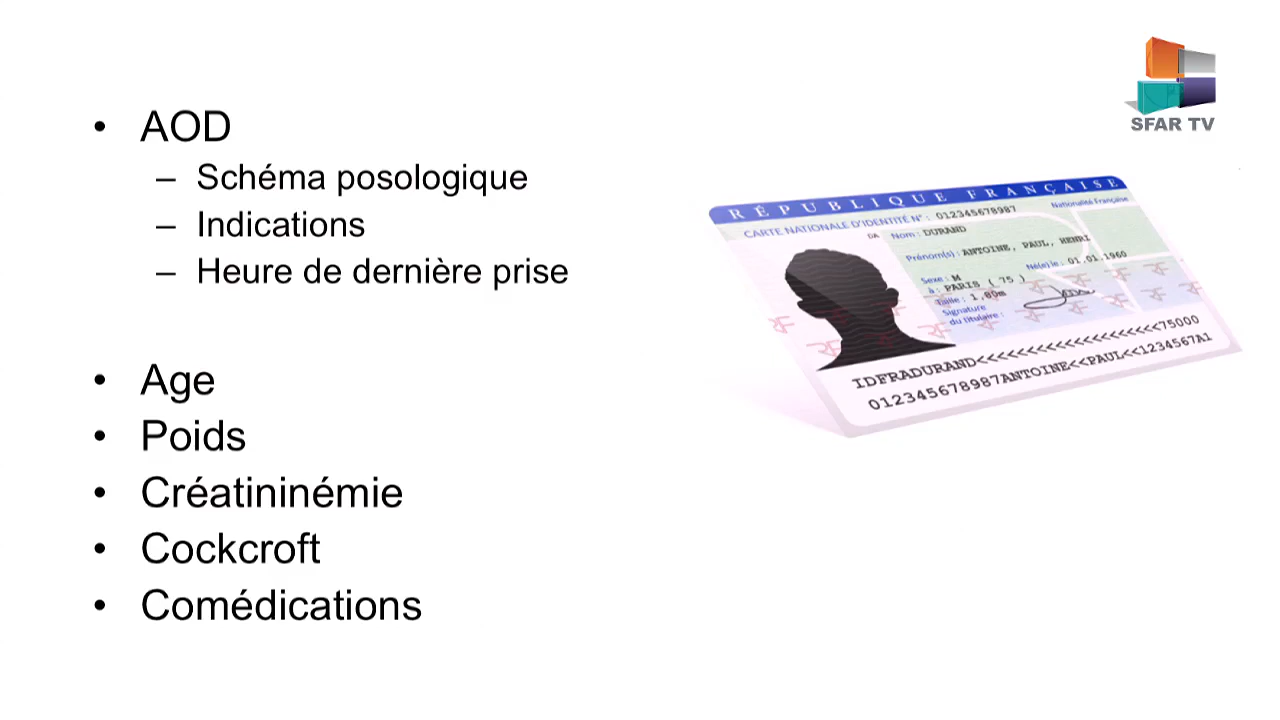 • AOD
– Schéma posologique
– Indications
– Heure de dernière prise
• Age
• Poids
• Créatininémie
• Cockcroft
• Comédications
SFAR TV
RÉPUBLIQUE FRANÇAISE
CARTE NATIONALE D'IDENTITÉ N° : 012345678987
Nationalité Française
Nom : DURAND
Prénom(s) : ANTOINE, PAUL, HENRI
Sexe : M
Né(e) le : 01.01.1960
à : PARIS ( 75 )
Taille : 1,80m
Signature
du titulaire :
RF
IDFRADURAND<<<<<<<<<<<<<<<<<<<<<75000
012345678987ANTOINE<<PAUL<<1234567A1